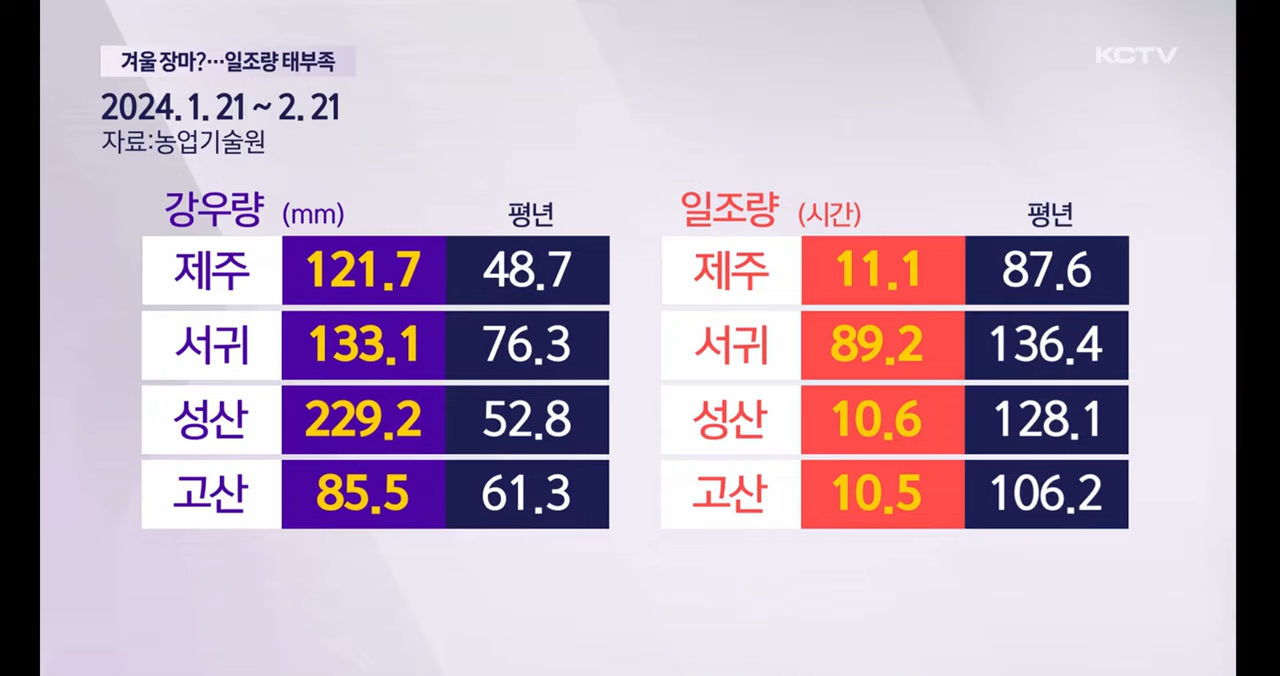 겨울 장마?…일조량 태부족
KCTV
2024. 1. 21 ~ 2. 21
자료:농업기술원
강우량 (mm) 평년
제주 121.7 48.7
서귀 133.1 76.3
성산 229.2 52.8
고산 85.5 61.3
일조량 (시간) 평년
제주 11.1 87.6
서귀 89.2 136.4
성산 10.6 128.1
고산 10.5 106.2